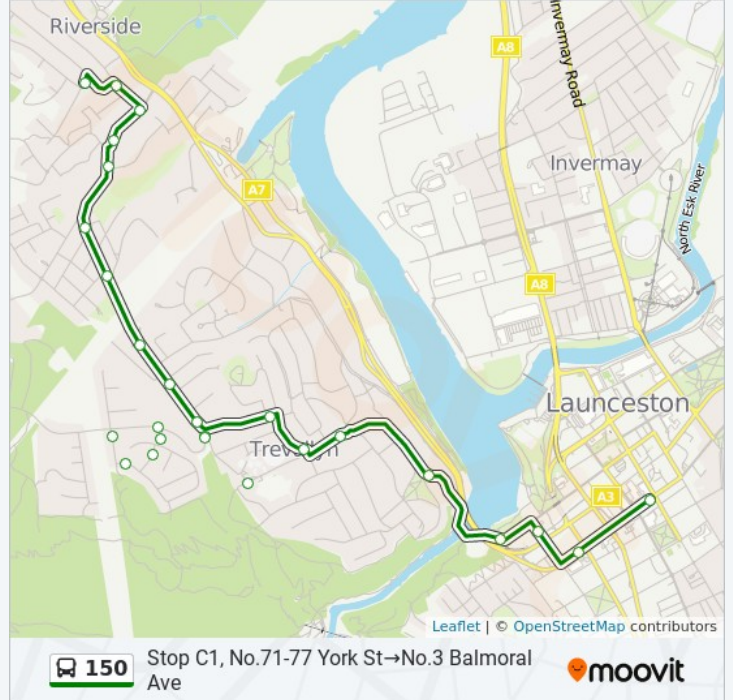 Riverside
A8
Invermay Road
Invermay
North Esk River
A7
A8
Launceston
Trevallyn
A3
Leaflet | © OpenStreetMap contributors
150
Stop C1, No.71-77 York St→No.3 Balmoral
Ave
moovit